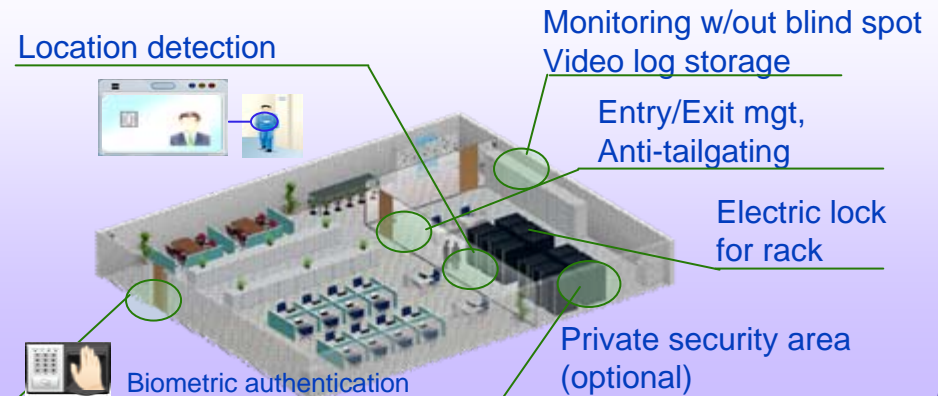 Location detection
Monitoring w/out blind spot
Video log storage
Entry/Exit mgt,
Anti-tailgating
Electric lock
for rack
Private security area
(optional)
Biometric authentication